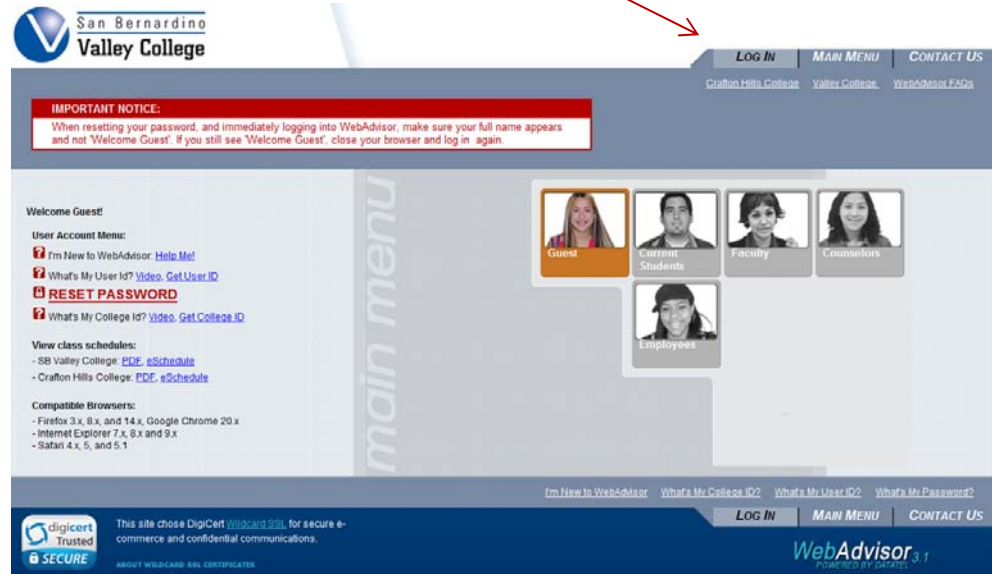 San Bernardino
Valley College
LOG IN
MAIN MENU
CONTACT US
Crafton Hills College
Valley College
WebAdvisor FAQs
IMPORTANT NOTICE:
When resetting your password, and immediately logging into WebAdvisor, make sure your full name appears
and not 'Welcome Guest'. If you still see 'Welcome Guest', close your browser and log in again.
main menu
Welcome Guest!
User Account Menu:
I'm New to WebAdvisor: Help Me!
What's My User Id? Video, Get User ID
RESET PASSWORD
What's My College Id? Video, Get College ID
View class schedules:
- SB Valley College: PDF, eSchedule
- Crafton Hills College: PDF, eSchedule
Compatible Browsers:
- Firefox 3.x, 8.x, and 14.x, Google Chrome 20.x
- Internet Explorer 7.x, 8.x and 9.x
- Safari 4.x, 5, and 5.1
Guest
Current
Students
Faculty
Counselors
Employees
I'm New to WebAdvisor
What's My College ID?
What's My User ID?
What's My Password?
LOG IN
MAIN MENU
CONTACT US
digicert
Trusted
SECURE
This site chose DigiCert Wildcard SSL for secure e-
commerce and confidential communications.
ABOUT WILDCARD SSL CERTIFICATES
WebAdvisor 3.1
POWERED BY DATATEL